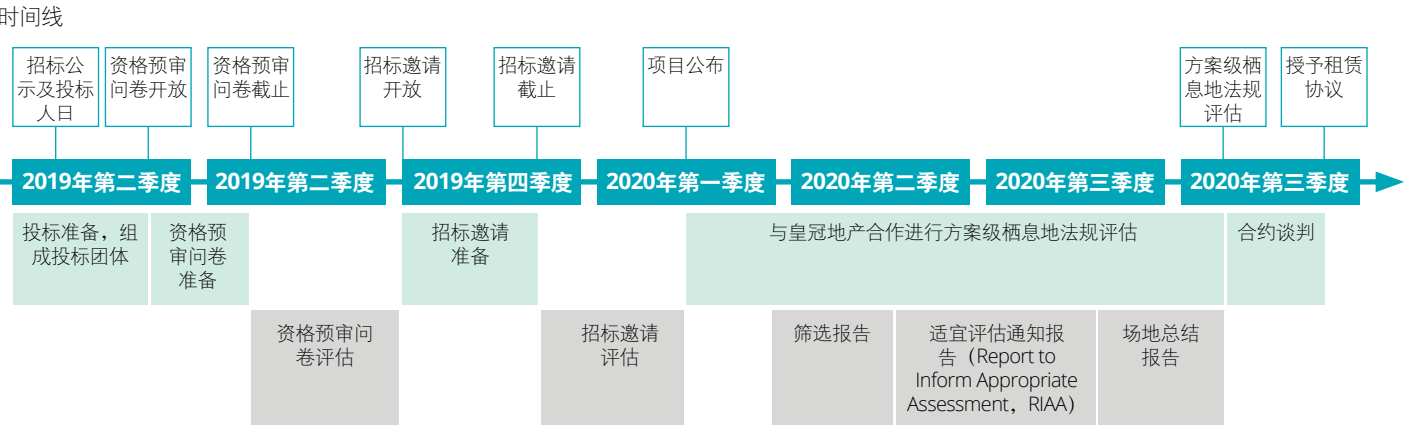 时间线
招标公
示及投标
人日
资格预审
问卷开放
资格预审
问卷截止
招标邀请
开放
招标邀请
截止
项目公布
方案级栖
息地法规
评估
授予租赁
协议
2019年第二季度
2019年第二季度
2019年第四季度
2020年第一季度
2020年第二季度
2020年第三季度
2020年第三季度
投标准备，组
成投标团体
资格预
审问卷
准备
招标邀请
准备
与皇冠地产合作进行方案级栖息地法规评估
合约谈判
资格预审问
卷评估
招标邀请
评估
筛选报告
适宜评估通知报
告（Report to
Inform Appropriate
Assessment，RIAA）
场地总结
报告